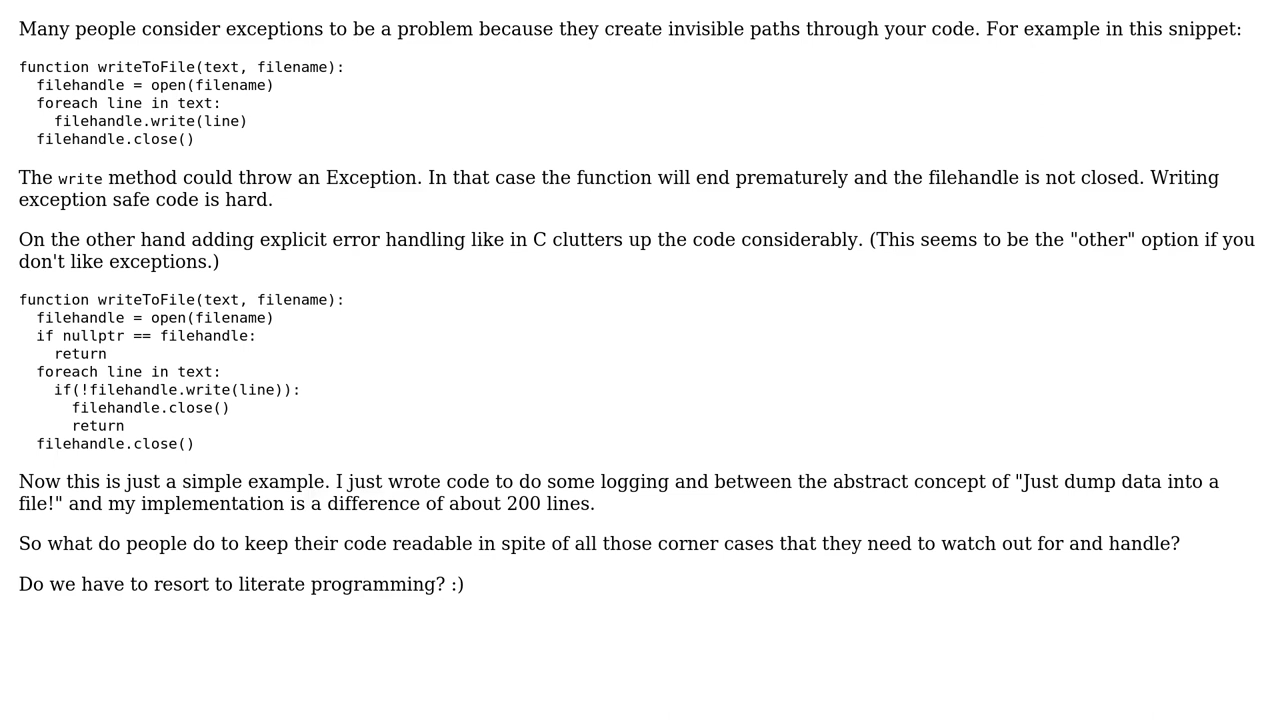 Many people consider exceptions to be a problem because they create invisible paths through your code. For example in this snippet:
function writeToFile(text, filename):
  filehandle = open(filename)
  foreach line in text:
    filehandle.write(line)
  filehandle.close()
The write method could throw an Exception. In that case the function will end prematurely and the filehandle is not closed. Writing
exception safe code is hard.
On the other hand adding explicit error handling like in C clutters up the code considerably. (This seems to be the "other" option if you
don't like exceptions.)
function writeToFile(text, filename):
  filehandle = open(filename)
  if nullptr == filehandle:
    return
  foreach line in text:
    if(!filehandle.write(line)):
      filehandle.close()
      return
  filehandle.close()
Now this is just a simple example. I just wrote code to do some logging and between the abstract concept of "Just dump data into a
file!" and my implementation is a difference of about 200 lines.
So what do people do to keep their code readable in spite of all those corner cases that they need to watch out for and handle?
Do we have to resort to literate programming? :)